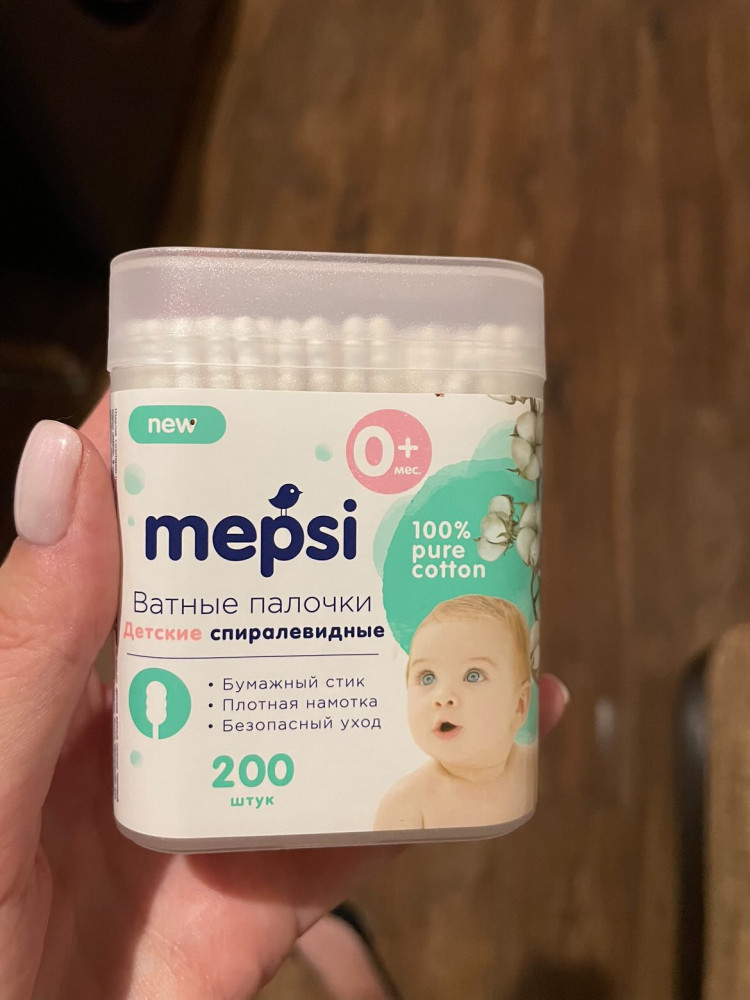 new
0+
мес.
mepsi
100%
pure
cotton
Ватные палочки
Детские спиралевидные
• Бумажный стик
• Плотная намотка
• Безопасный уход
200
штук